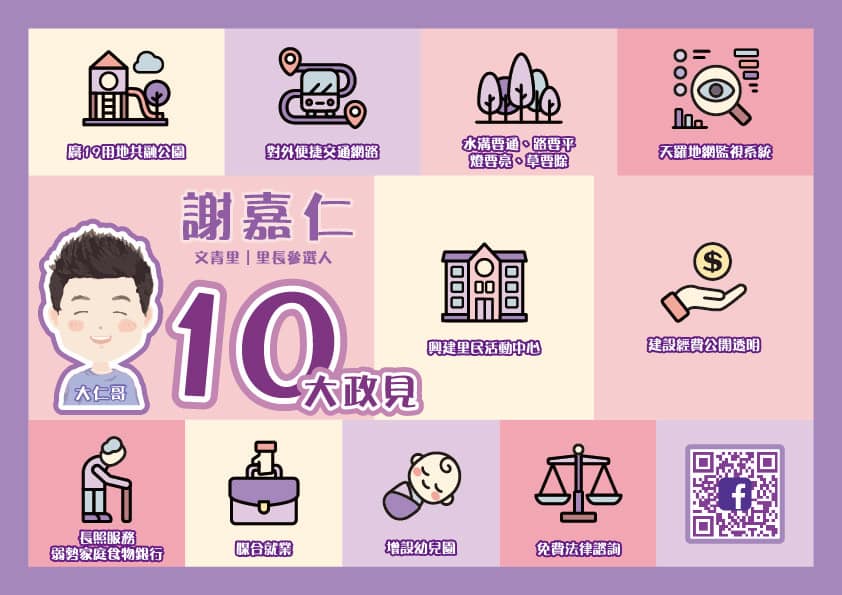 廣19用地共融公園
對外便捷交通網路
水溝要通、路要平
燈要亮、草要除
天羅地網監視系統
謝嘉仁
文青里｜里長參選人
10大政見
大仁哥
興建里民活動中心
建設經費公開透明
長照服務
弱勢家庭食物銀行
媒合就業
增設幼兒園
免費法律諮詢